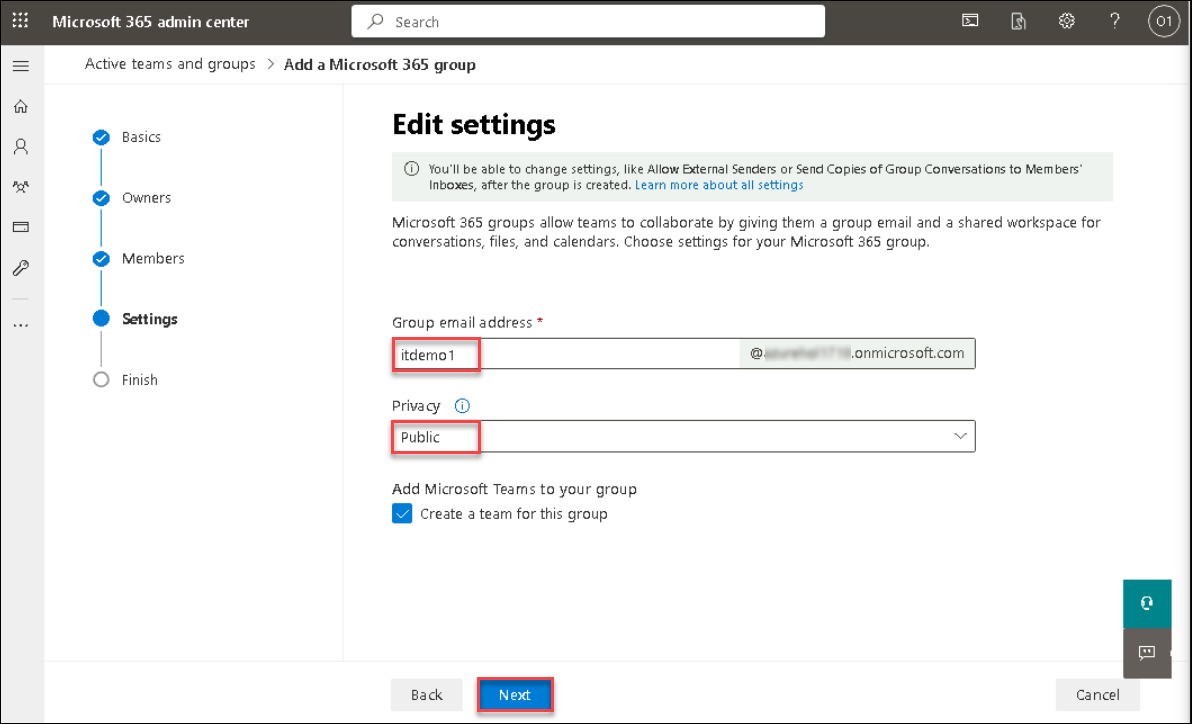 Microsoft 365 admin center
Search
O1
Active teams and groups > Add a Microsoft 365 group
Basics
Owners
Members
Settings
Finish
Edit settings
You'll be able to change settings, like Allow External Senders or Send Copies of Group Conversations to Members'
Inboxes, after the group is created. Learn more about all settings
Microsoft 365 groups allow teams to collaborate by giving them a group email and a shared workspace for
conversations, files, and calendars. Choose settings for your Microsoft 365 group.
Group email address *
itdemo1
@ .onmicrosoft.com
Privacy
Public
Add Microsoft Teams to your group
Create a team for this group
Back
Next
Cancel